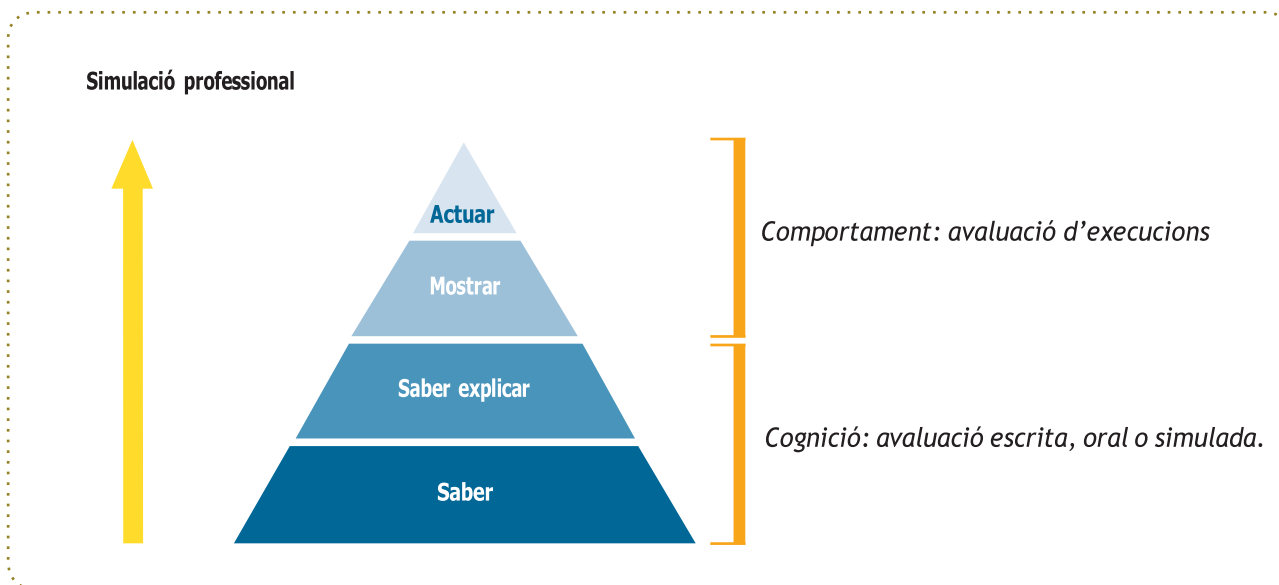 Simulació professional
Actuar
Comportament: avaluació d’execucions
Mostrar
Saber explicar
Cognició: avaluació escrita, oral o simulada.
Saber